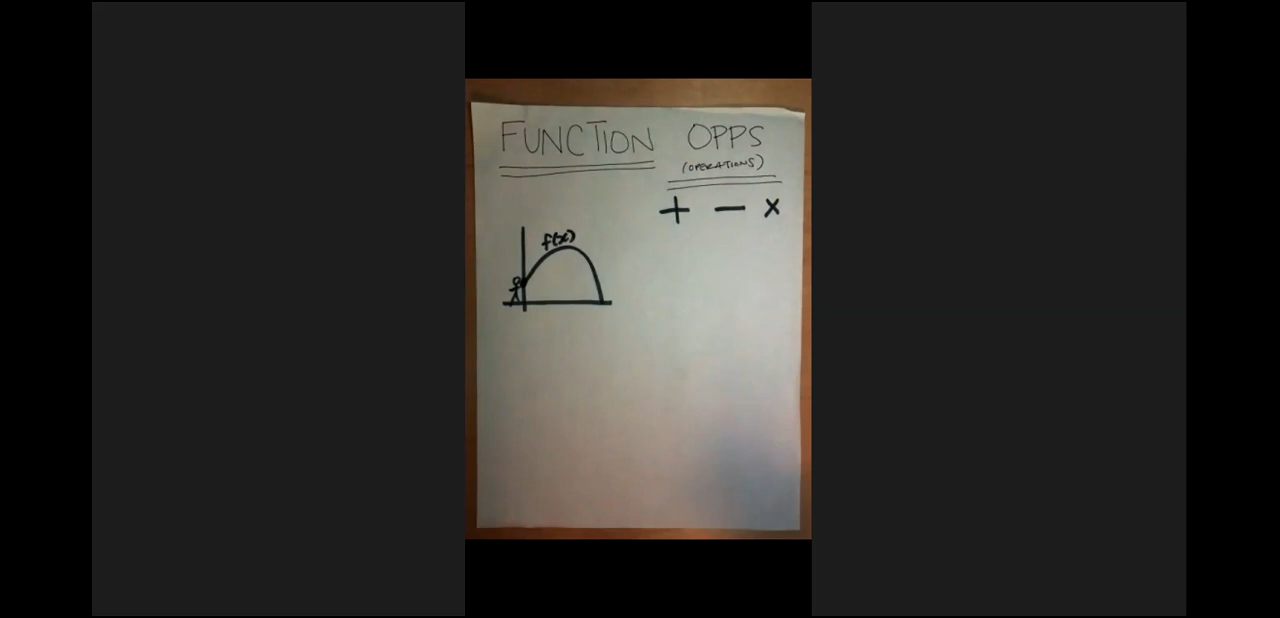 FUNCTION OPPS
(OPERATIONS)
+ - x
f(x)